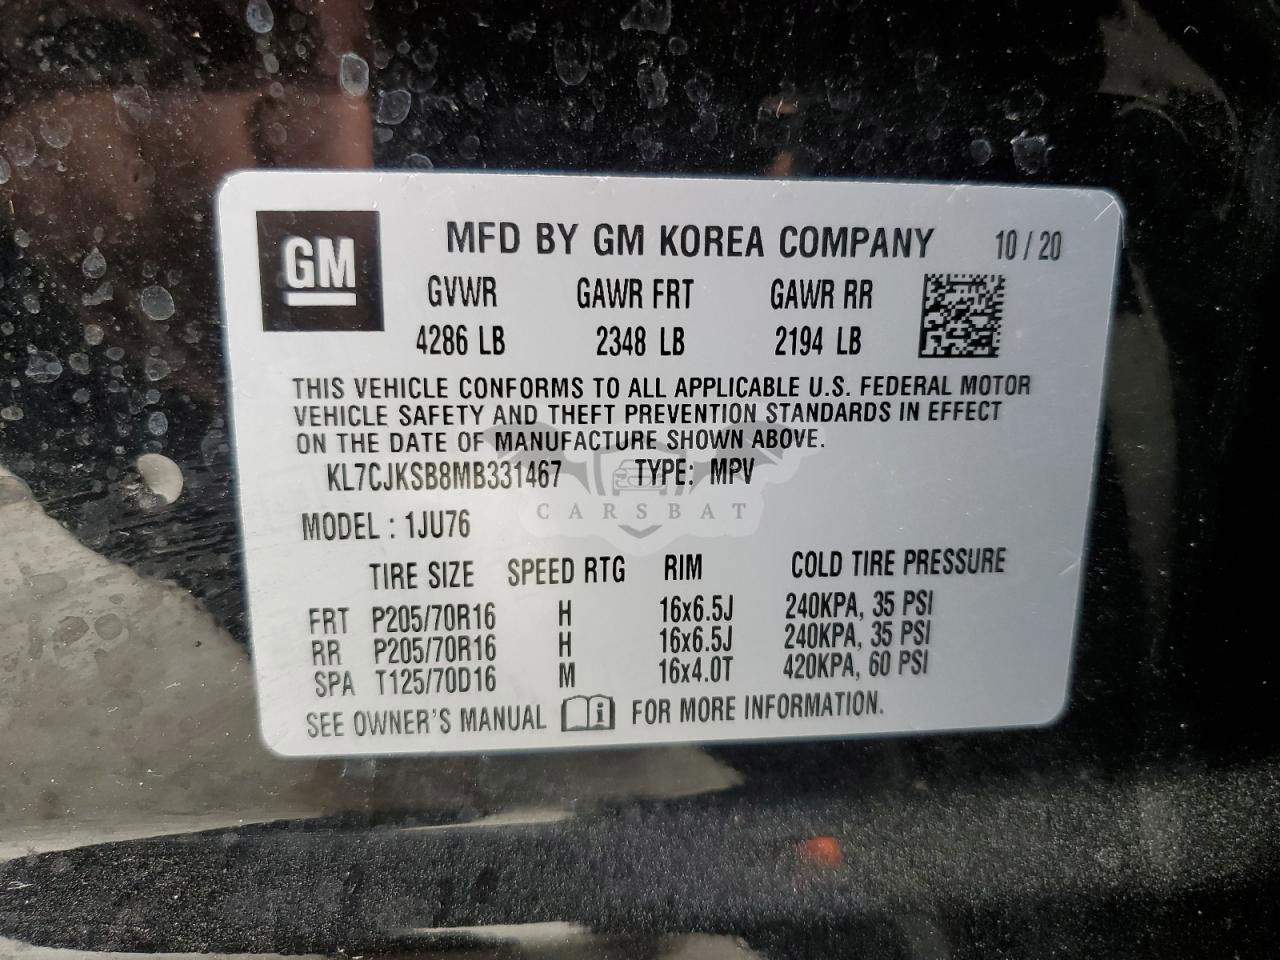 GM
MFD BY GM KOREA COMPANY 10 / 20
GVWR GAWR FRT GAWR RR
4286 LB 2348 LB 2194 LB
THIS VEHICLE CONFORMS TO ALL APPLICABLE U.S. FEDERAL MOTOR
VEHICLE SAFETY AND THEFT PREVENTION STANDARDS IN EFFECT
ON THE DATE OF MANUFACTURE SHOWN ABOVE.
KL7CJKSB8MB331467 TYPE: MPV
CARSBAT
MODEL : 1JU76
TIRE SIZE SPEED RTG RIM COLD TIRE PRESSURE
FRT P205/70R16 H 16x6.5J 240KPA, 35 PSI
RR P205/70R16 H 16x6.5J 240KPA, 35 PSI
SPA T125/70D16 M 16x4.0T 420KPA, 60 PSI
SEE OWNER'S MANUAL i FOR MORE INFORMATION.